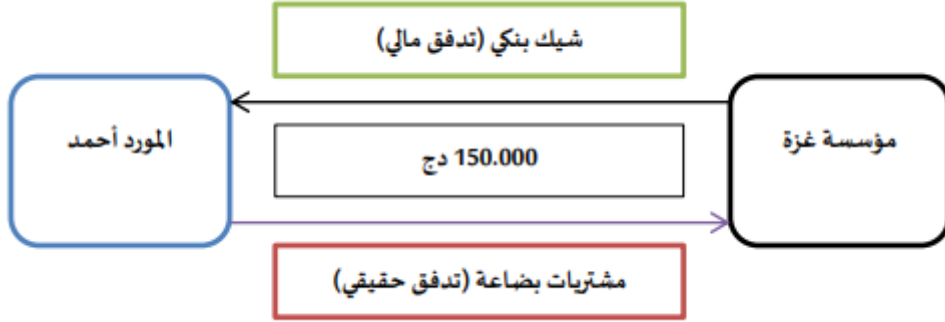 شيك بنكي (تدفق مالي)
مؤسسة غزة
المورد أحمد
150.000 دج
مشتريات بضاعة (تدفق حقيقي)